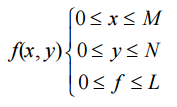 0 ≤ x ≤ M
f(x, y) { 0 ≤ y ≤ N
0 ≤ f ≤ L